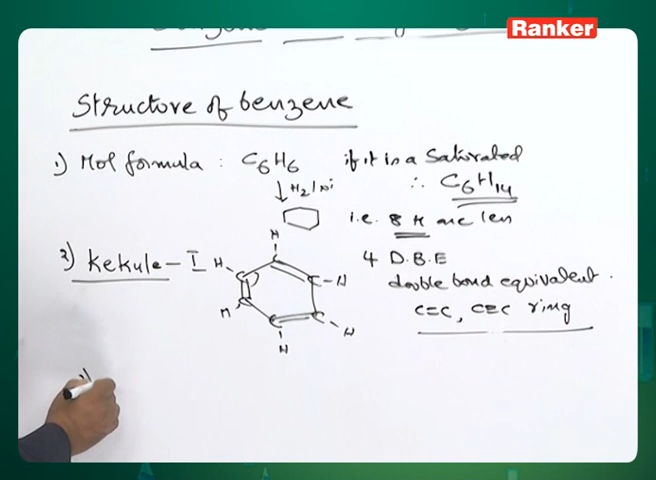 Ranker
Structure of benzene
1) Mol formula : C6H6 if it is a Saturated
↓ H2/Ni ∴ C6H14
i.e. 8 H are less
2) Kekule - I 4 D.B.E
double bond equivalent.
C=C, C≡C ring
H
H C C H
H C C H
H
3)